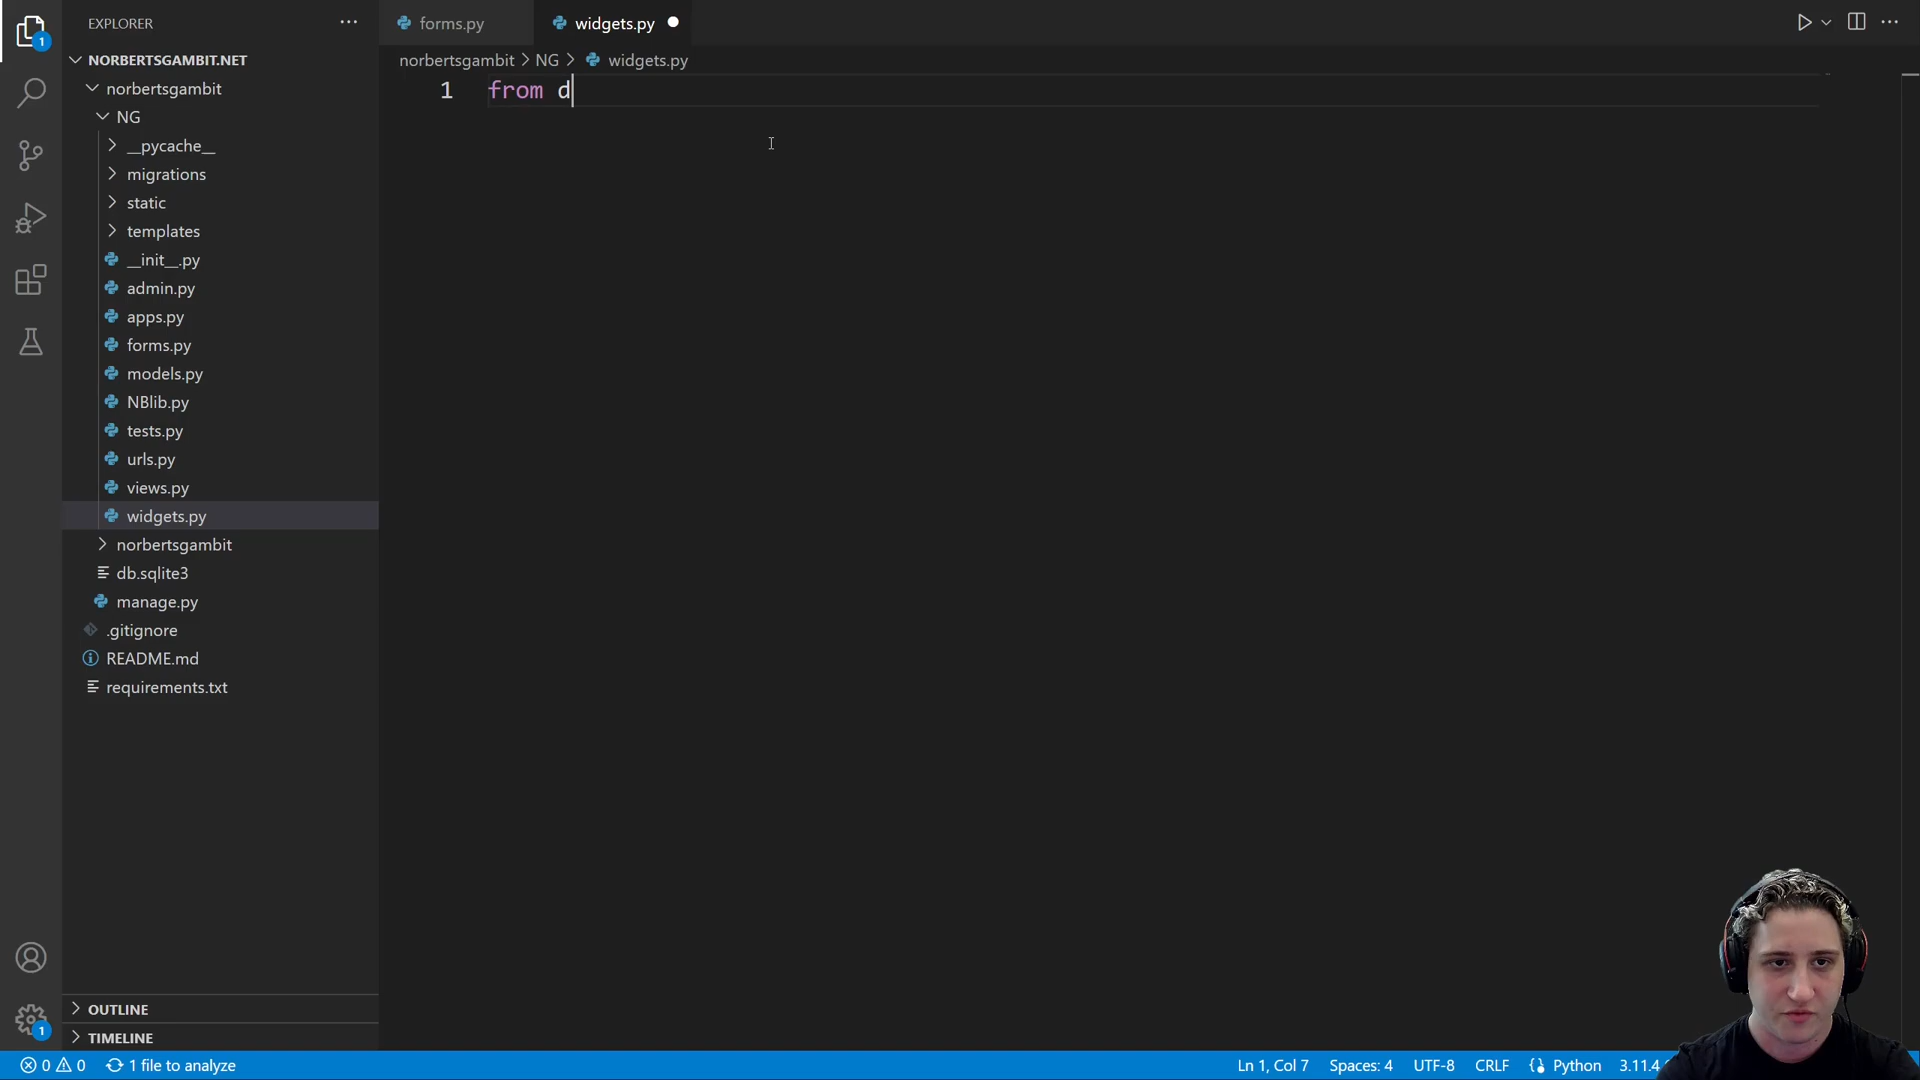 EXPLORER
forms.py
widgets.py
NORBERTSGAMBIT.NET
norbertsgambit > NG > widgets.py
1 from d
norbertsgambit
NG
__pycache__
migrations
static
templates
__init__.py
admin.py
apps.py
forms.py
models.py
NBlib.py
tests.py
urls.py
views.py
widgets.py
norbertsgambit
db.sqlite3
manage.py
.gitignore
README.md
requirements.txt
1
1
OUTLINE
TIMELINE
0 0 1 file to analyze Ln 1, Col 7 Spaces: 4 UTF-8 CRLF Python 3.11.4